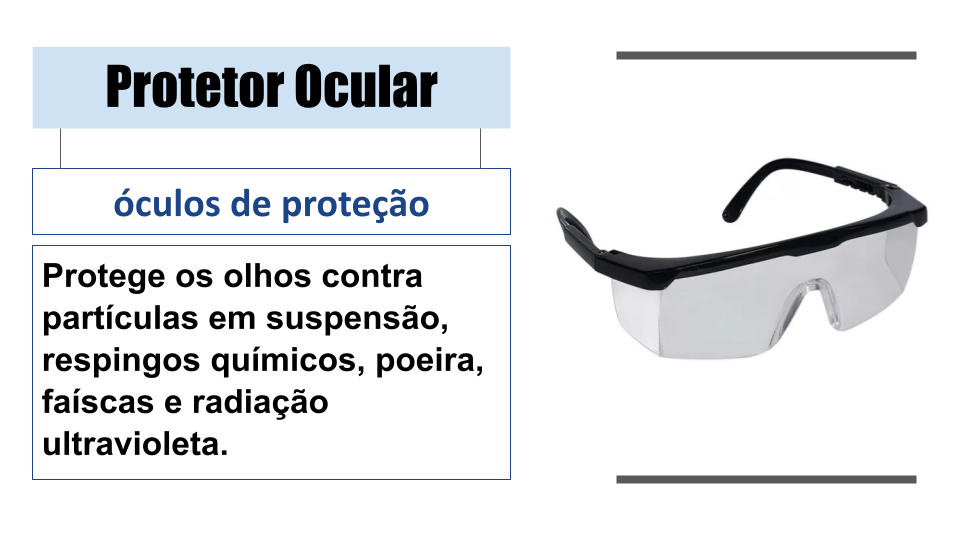 Protetor Ocular
óculos de proteção
Protege os olhos contra
partículas em suspensão,
respingos químicos, poeira,
faíscas e radiação
ultravioleta.